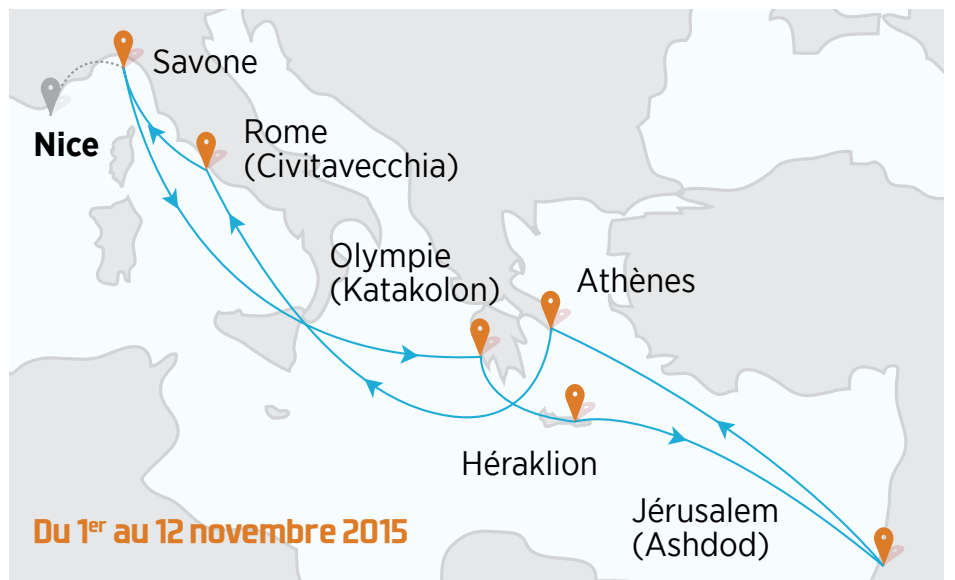 Savone
Nice
Rome
(Civitavecchia)
Olympie
(Katakolon)
Athènes
Héraklion
Jérusalem
(Ashdod)
Du 1er au 12 novembre 2015